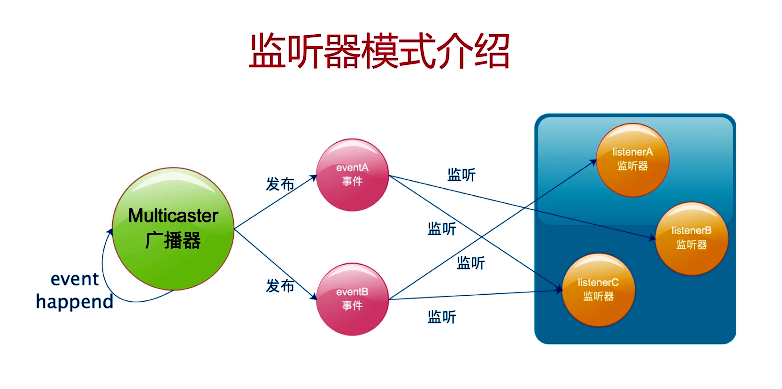 监听器模式介绍
Multicaster
广播器
event
happend
发布
发布
eventA
事件
eventB
事件
监听
监听
监听
监听
listenerA
监听器
listenerB
监听器
listenerC
监听器